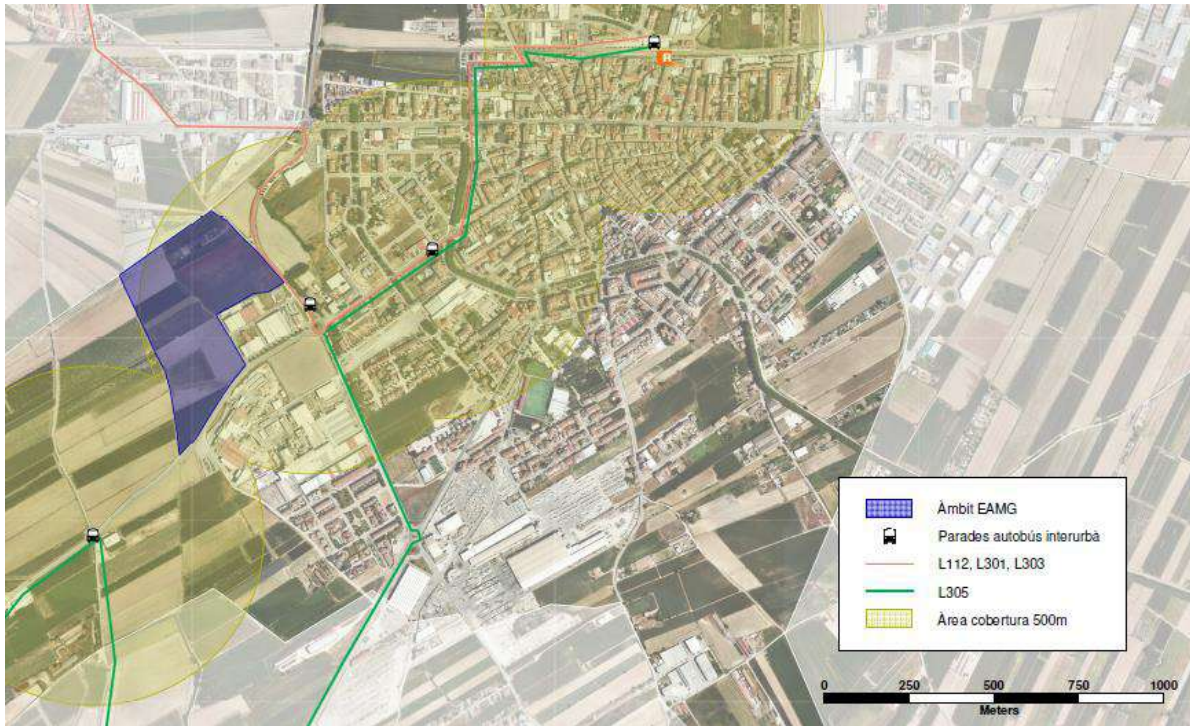 Àmbit EAMG
Parades autobús interurbà
L112, L301, L303
L305
Àrea cobertura 500m
0 250 500 750 1000
Meters